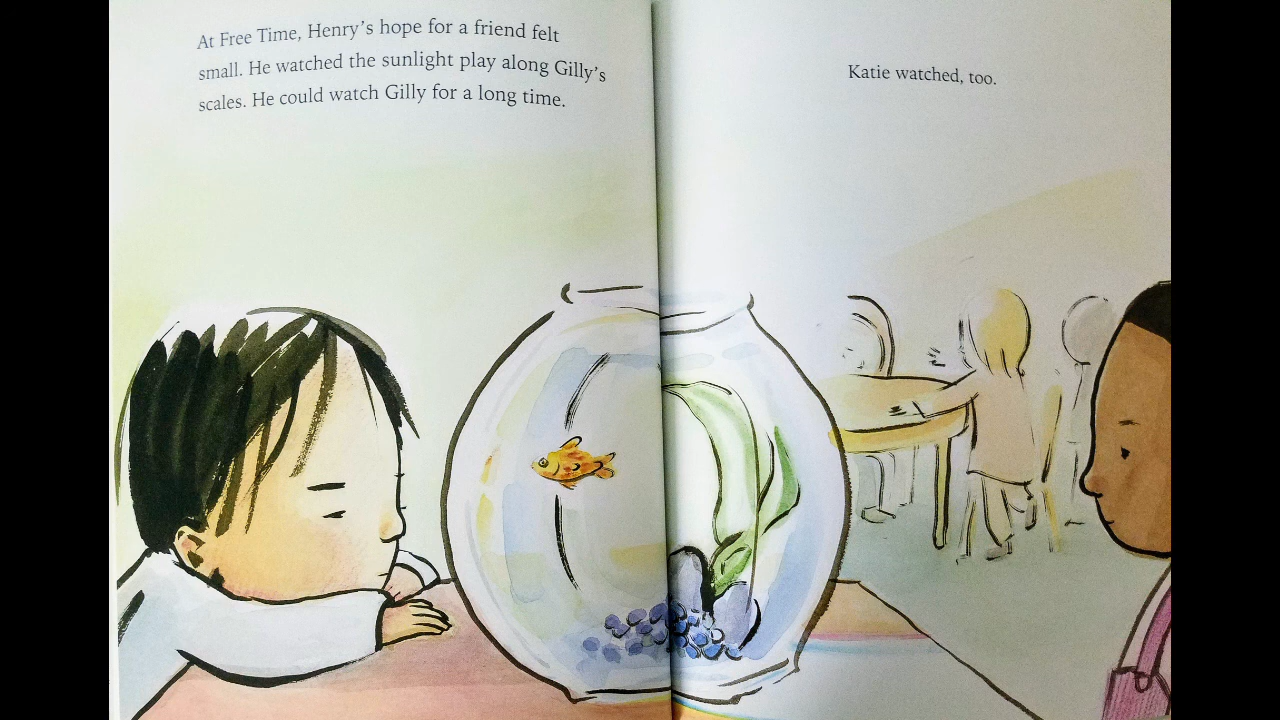 At Free Time, Henry's hope for a friend felt
small. He watched the sunlight play along Gilly's
scales. He could watch Gilly for a long time.
Katie watched, too.